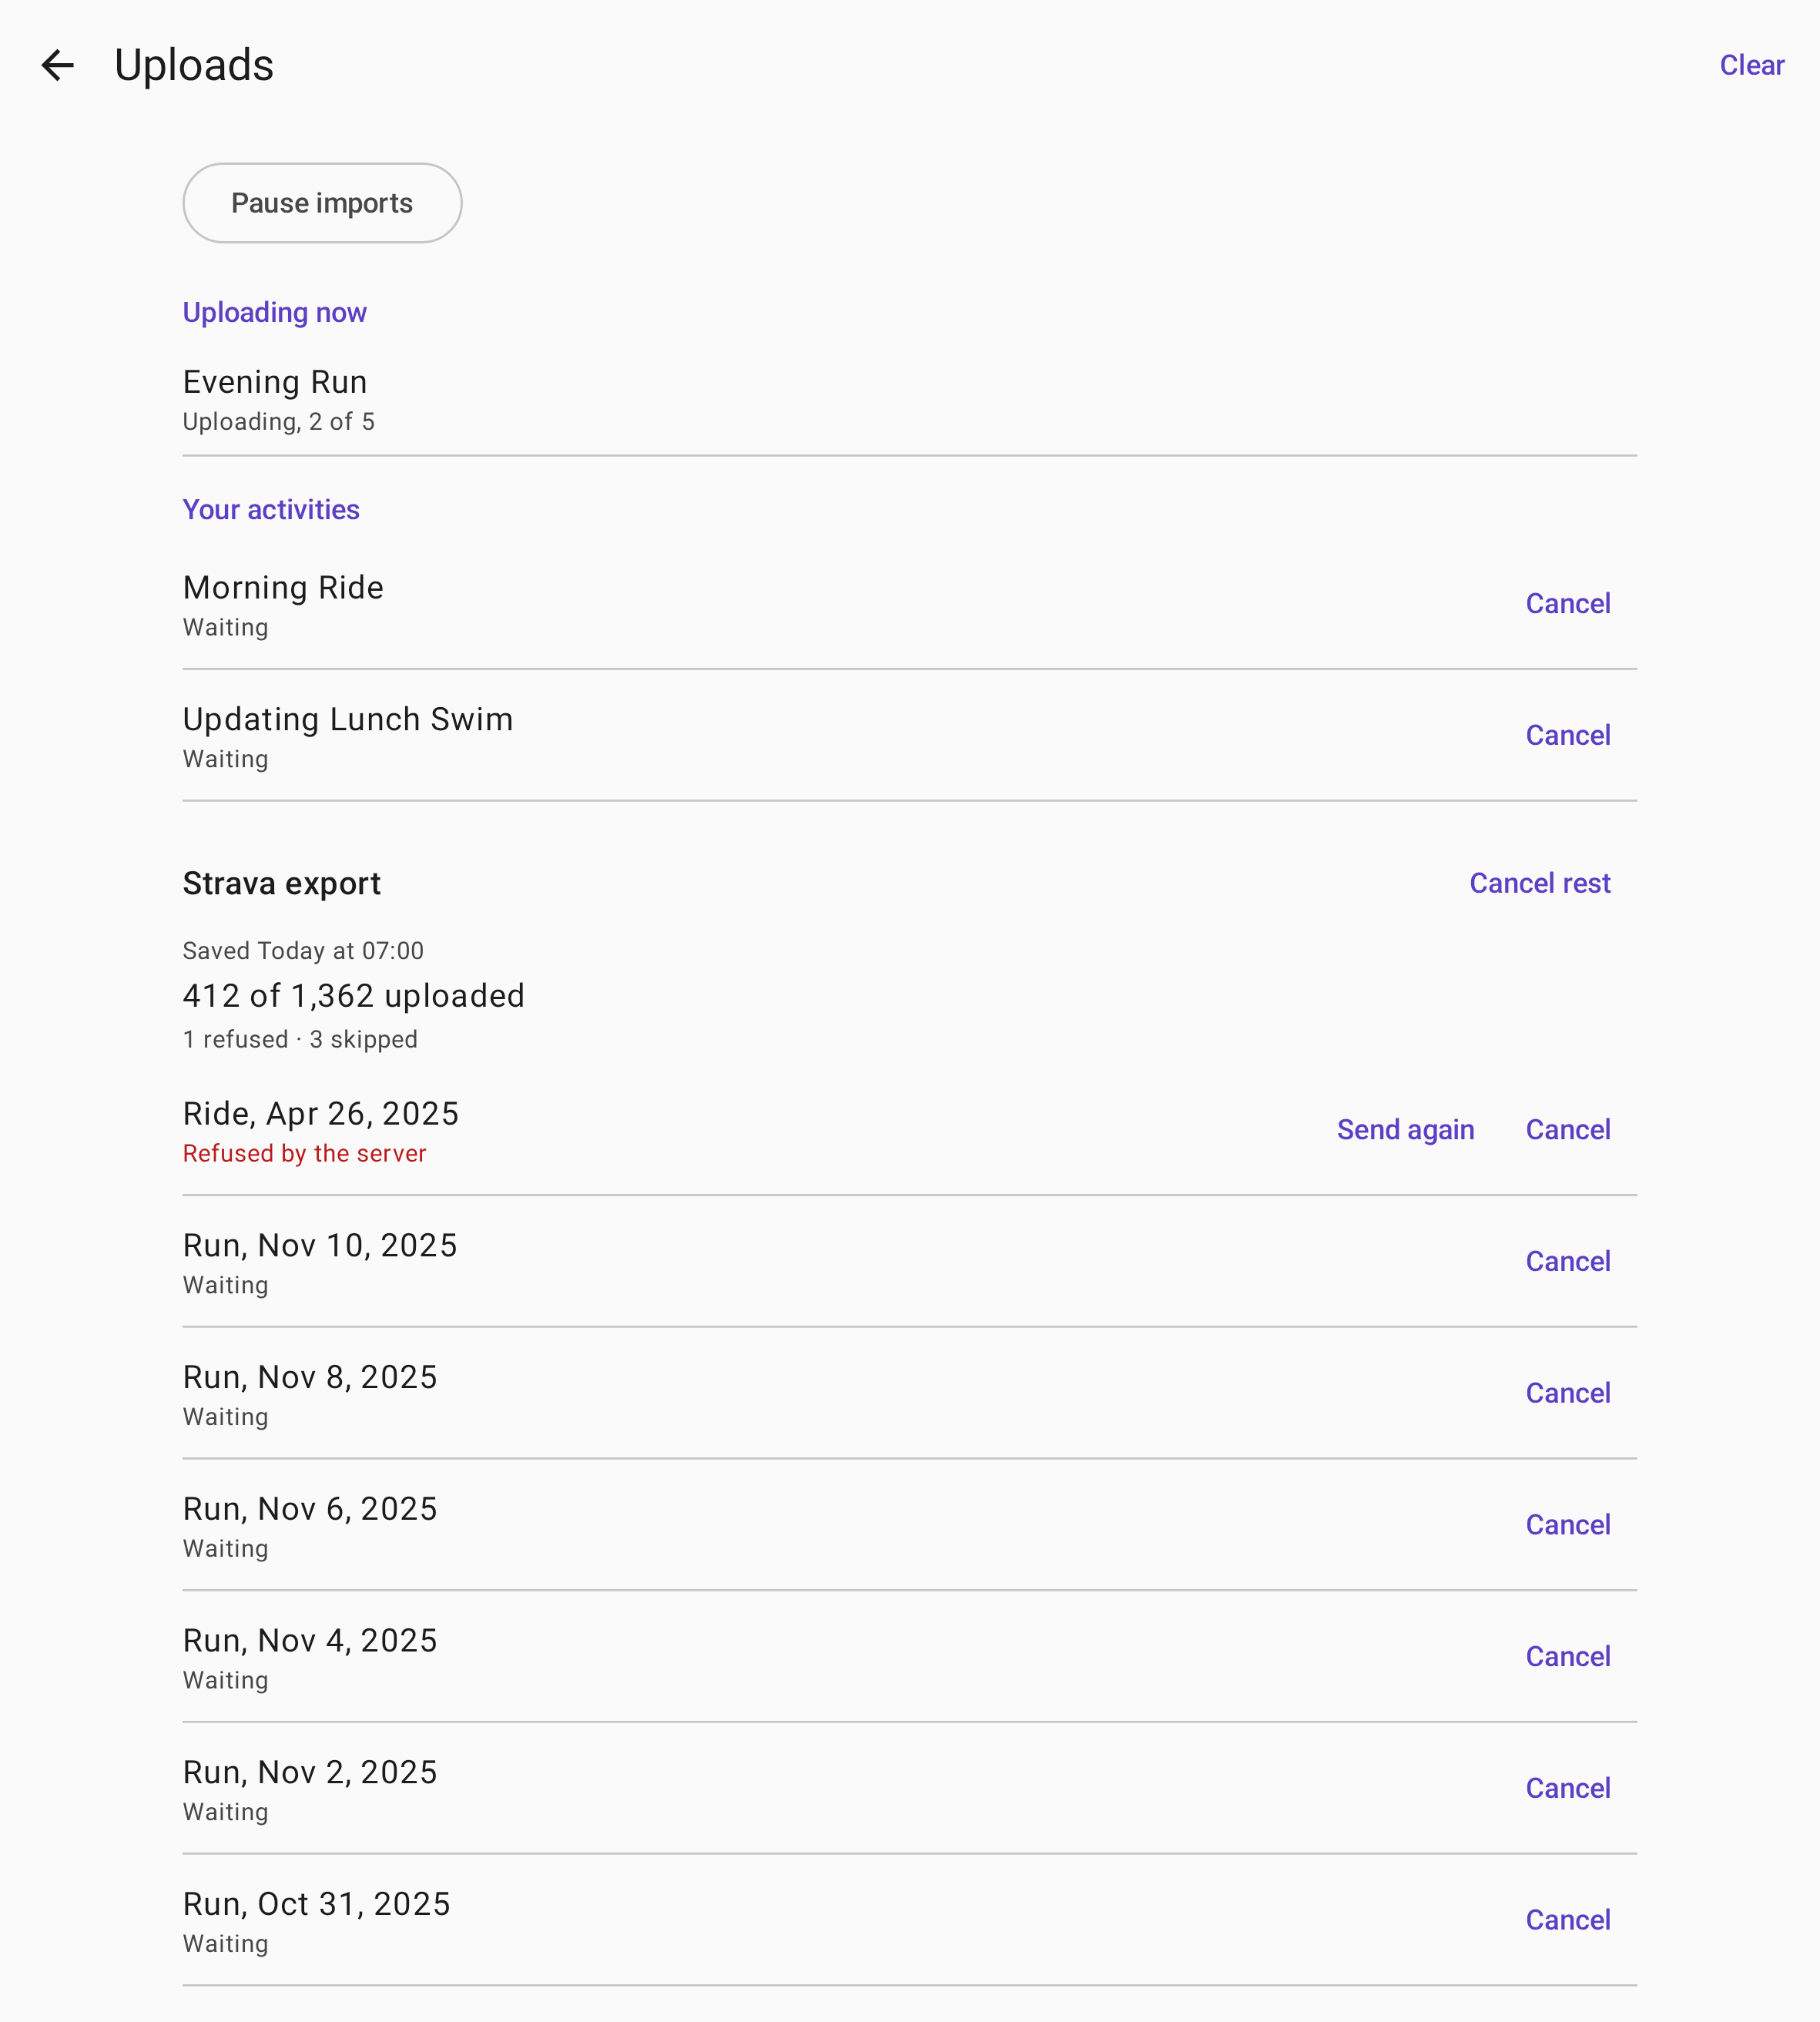 Uploads
Clear
Pause imports
Uploading now
Evening Run
Uploading, 2 of 5
Your activities
Morning Ride
Waiting
Cancel
Updating Lunch Swim
Waiting
Cancel
Strava export
Cancel rest
Saved Today at 07:00
412 of 1,362 uploaded
1 refused · 3 skipped
Ride, Apr 26, 2025
Refused by the server
Send again
Cancel
Run, Nov 10, 2025
Waiting
Cancel
Run, Nov 8, 2025
Waiting
Cancel
Run, Nov 6, 2025
Waiting
Cancel
Run, Nov 4, 2025
Waiting
Cancel
Run, Nov 2, 2025
Waiting
Cancel
Run, Oct 31, 2025
Waiting
Cancel